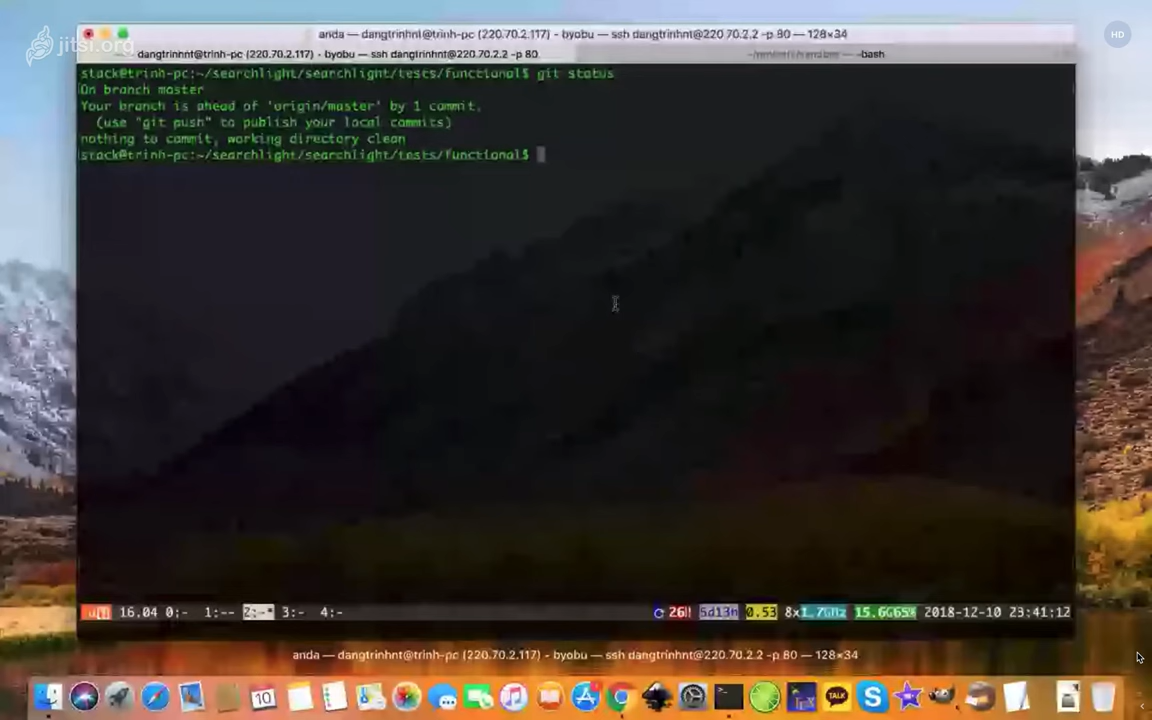 jitsi.org
HD
anda — dangtrinhnt@trinh-pc (220.70.2.117) - byobu — ssh dangtrinhnt@220.70.2.2 -p 80 — 128×34
dangtrinhnt@trinh-pc (220.70.2.117) - byobu — ssh dangtrinhnt@220.70.2.2 -p 80
-bash
stack@trinh-pc:~/searchlight/searchlight/tests/functional$ git status
On branch master
Your branch is ahead of 'origin/master' by 1 commit.
(use "git push" to publish your local commits)
nothing to commit, working directory clean
stack@trinh-pc:~/searchlight/searchlight/tests/functional$
16.04 0:- 1:-- 2:-* 3:- 4:-
26!! 5d13h 0.53 8x1.7GHz 15.6G65% 2018-12-10 23:41:12
anda — dangtrinhnt@trinh-pc (220.70.2.117) - byobu — ssh dangtrinhnt@220.70.2.2 -p 80 — 128×34
10
TALK